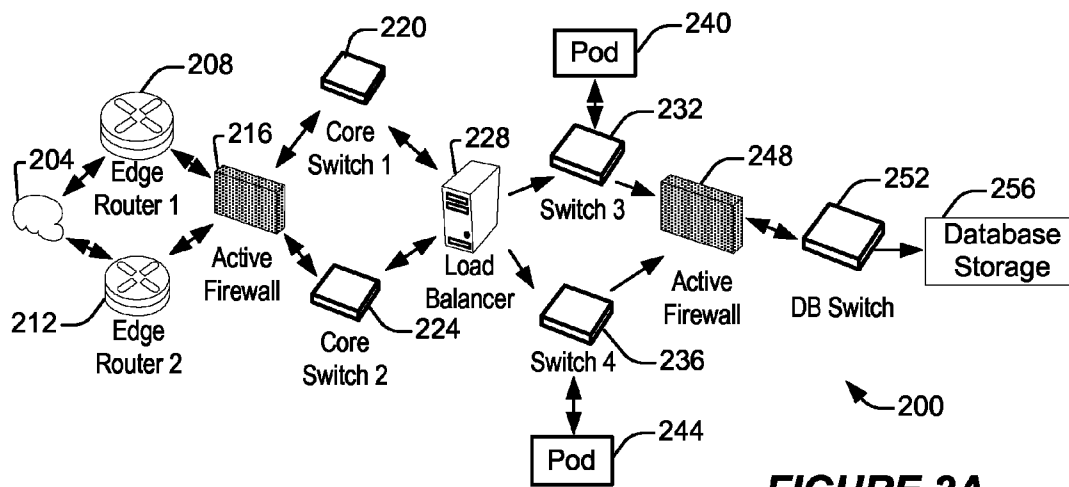 220
Pod
240
208
216
Core
Switch 1
228
232
204
Edge
Router 1
Switch 3
248
252
256
Active
Firewall
Load
Balancer
Active
Firewall
DB Switch
Database
Storage
212
Edge
Router 2
224
Core
Switch 2
Switch 4
236
200
Pod
244
FIGURE 2A